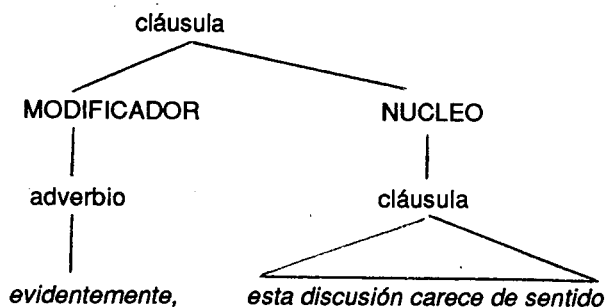 cláusula
MODIFICADOR NUCLEO
adverbio cláusula
evidentemente, esta discusión carece de sentido